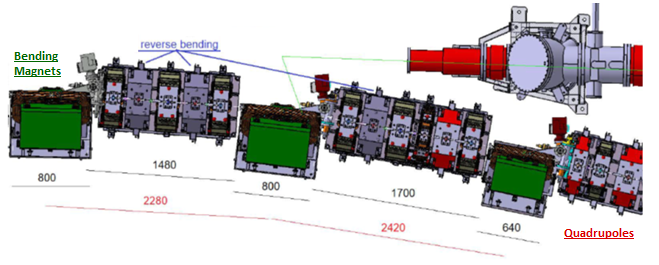 reverse bending
Bending
Magnets
1480
800
800
1700
2280
640
2420
Quadrupoles